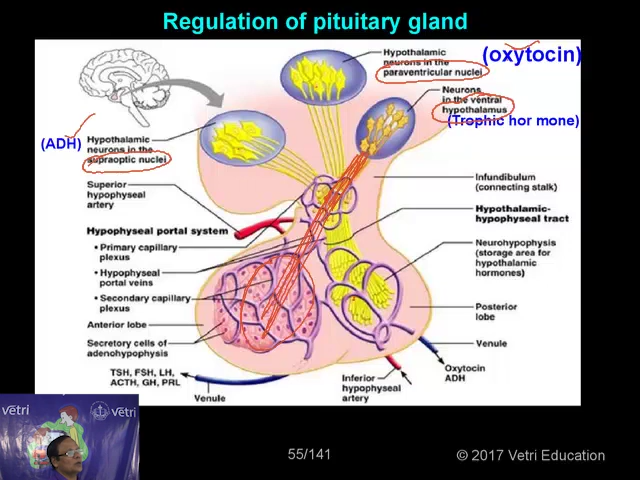 Regulation of pituitary gland
Hypothalamic
neurons in the
paraventricular nuclei
(oxytocin)
Neurons
in the ventral
hypothalamus
(Trophic hor mone)
(ADH)
Hypothalamic
neurons in the
supraoptic nuclei
Superior
hypophyseal
artery
Infundibulum
(connecting stalk)
Hypothalamic-
hypophyseal tract
Hypophyseal portal system
• Primary capillary
plexus
• Hypophyseal
portal veins
• Secondary capillary
plexus
Neurohypophysis
(storage area for
hypothalamic
hormones)
Anterior lobe
Posterior
lobe
Secretory cells of
adenohypophysis
Venule
TSH, FSH, LH,
ACTH, GH, PRL
Venule
Inferior
hypophyseal
artery
Oxytocin
ADH
Vetri
Vetri
55/141
© 2017 Vetri Education